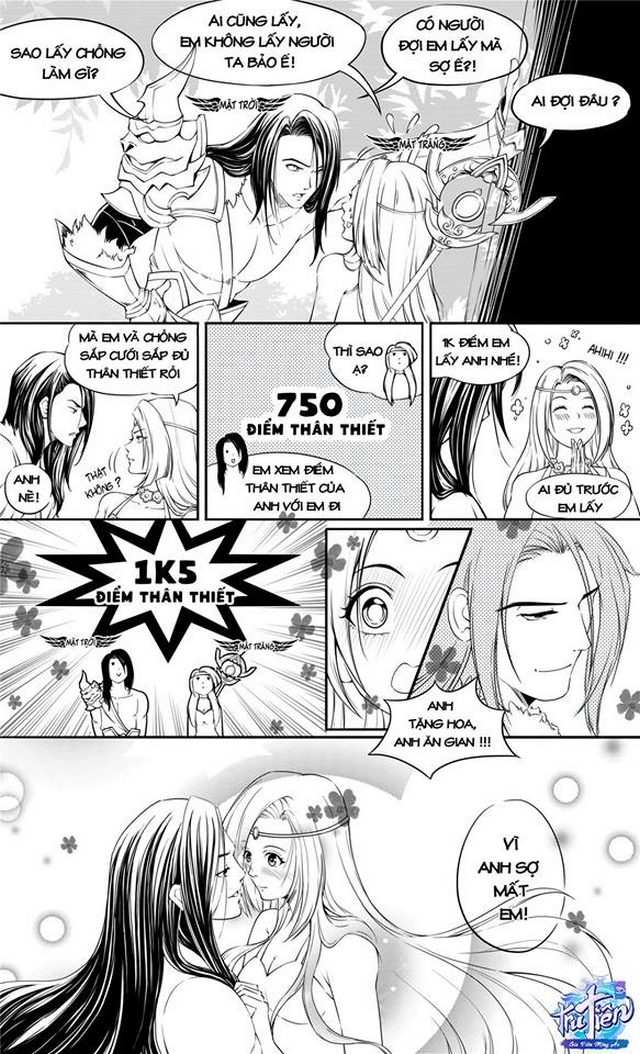 SAO LẤY CHỒNG
LÀM GÌ?
AI CŨNG LẤY,
EM KHÔNG LẤY NGƯỜI
TA BẢO Ế!
CÓ NGƯỜI
ĐỢI EM LẤY MÀ
SỢ Ế?!
AI ĐỢI ĐÂU ?
MẶT TRỜI
MẶT TRĂNG
MÀ EM VÀ CHỒNG
SẮP CƯỚI SẮP ĐỦ
THÂN THIẾT RỒI
ANH
NÈ!
THẬT
KHÔNG?
THÌ SAO
Ạ?
750
ĐIỂM THÂN THIẾT
EM XEM ĐIỂM
THÂN THIẾT CỦA
ANH VỚI EM ĐI
1K ĐIỂM EM
LẤY ANH NHÉ!
AHIHI !!!
AI ĐỦ TRƯỚC
EM LẤY
1K5
ĐIỂM THÂN THIẾT
MẶT TRỜI
MẶT TRĂNG
ANH
TẶNG HOA,
ANH ĂN GIAN !!!
VÌ
ANH SỢ
MẤT
EM!
Tru Tiên